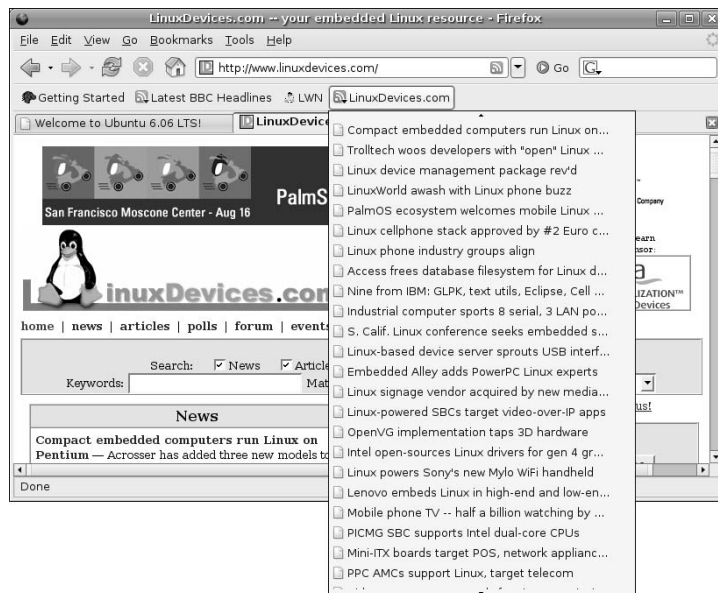 LinuxDevices.com -- your embedded Linux resource - Firefox
File Edit View Go Bookmarks Tools Help
http://www.linuxdevices.com/ Go G
Getting Started Latest BBC Headlines LWN LinuxDevices.com
Welcome to Ubuntu 6.06 LTS! LinuxDevice
Compact embedded computers run Linux on...
Trolltech woos developers with "open" Linux ...
Linux device management package rev'd
LinuxWorld awash with Linux phone buzz
PalmOS ecosystem welcomes mobile Linux ...
Linux cellphone stack approved by #2 Euro c...
Linux phone industry groups align
Access frees database filesystem for Linux d...
Nine from IBM: GLPK, text utils, Eclipse, Cell ...
Industrial computer sports 8 serial, 3 LAN po...
S. Calif. Linux conference seeks embedded s...
Linux-based device server sprouts USB interf...
Embedded Alley adds PowerPC Linux experts
Linux signage vendor acquired by new media...
Linux-powered SBCs target video-over-IP apps
OpenVG implementation taps 3D hardware
Intel open-sources Linux drivers for gen 4 gr...
Linux powers Sony's new Mylo WiFi handheld
Lenovo embeds Linux in high-end and low-en...
Mobile phone TV -- half a billion watching by ...
PICMG SBC supports Intel dual-core CPUs
Mini-ITX boards target POS, network applianc...
PPC AMCs support Linux, target telecom
San Francisco Moscone Center - Aug 16
PalmS
Company
earn
nsor:
IZATION™
Devices
LinuxDevices.com
home | news | articles | polls | forum | events
Search: News Article
Keywords: Mat
us!
News
Compact embedded computers run Linux on
Pentium — Acrosser has added three new models to
Done